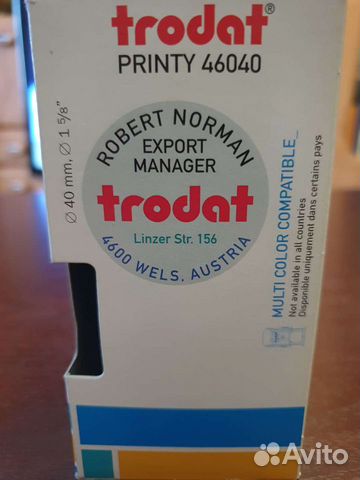 trodat®
PRINTY 46040
Ø 40 mm, Ø 1 5/8"
ROBERT NORMAN
EXPORT
MANAGER
trodat
Linzer Str. 156
4600 WELS, AUSTRIA
MULTI COLOR COMPATIBLE_
Not available in all countries
Disponible uniquement dans certains pays
Avito